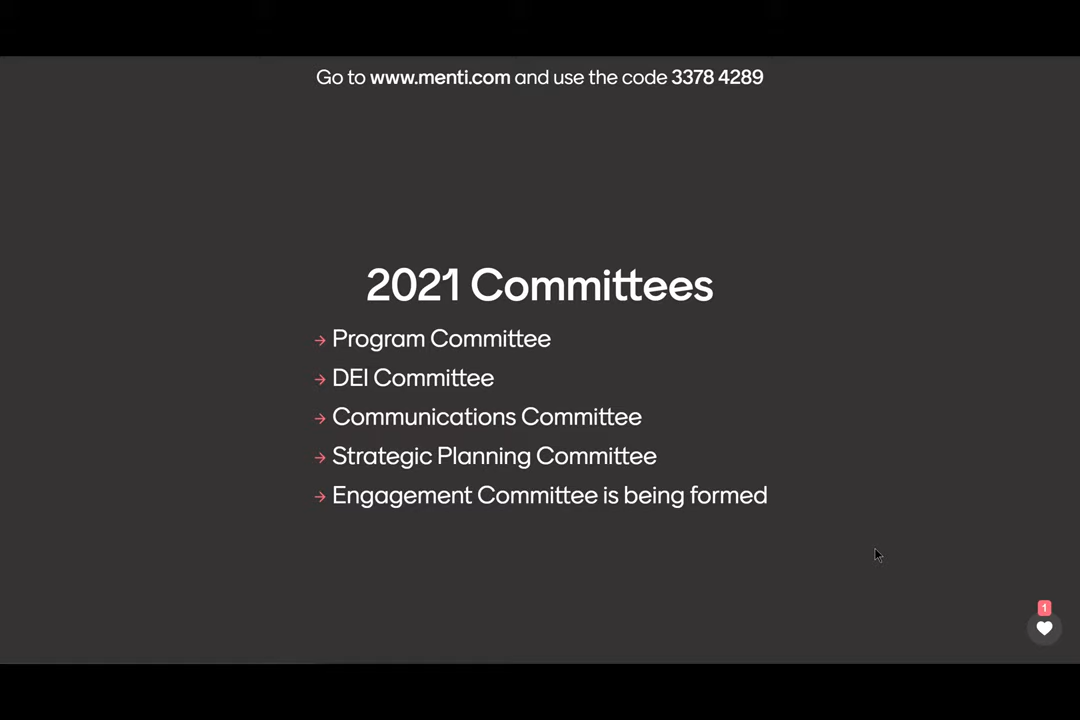 Go to www.menti.com and use the code 3378 4289
2021 Committees
→ Program Committee
→ DEI Committee
→ Communications Committee
→ Strategic Planning Committee
→ Engagement Committee is being formed
1